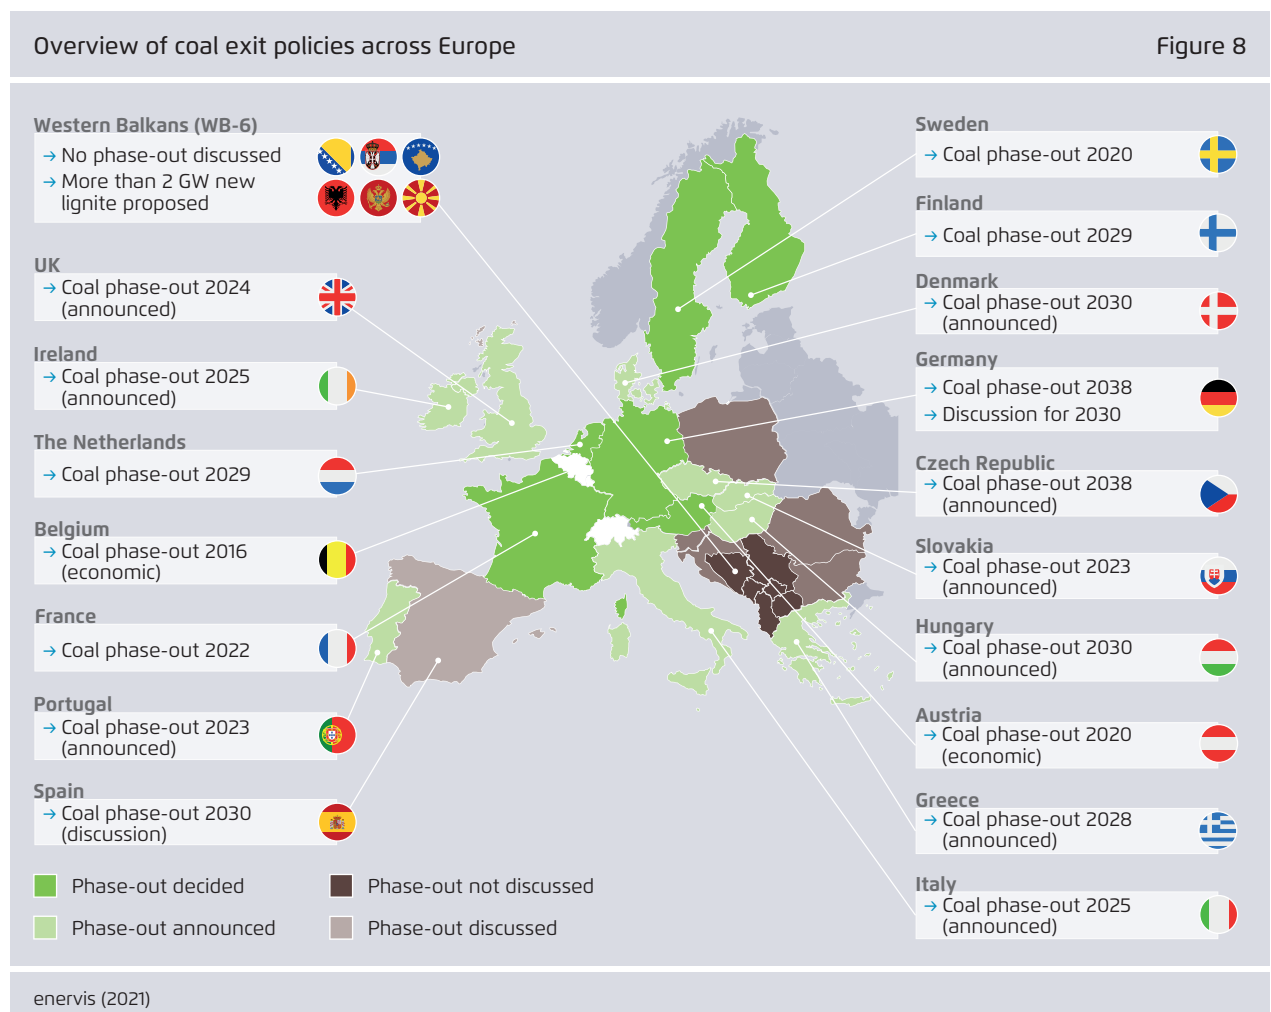 Overview of coal exit policies across Europe
Figure 8
Western Balkans (WB-6)
→ No phase-out discussed
→ More than 2 GW new
lignite proposed
UK
→ Coal phase-out 2024
(announced)
Ireland
→ Coal phase-out 2025
(announced)
The Netherlands
→ Coal phase-out 2029
Belgium
→ Coal phase-out 2016
(economic)
France
→ Coal phase-out 2022
Portugal
→ Coal phase-out 2023
(announced)
Spain
→ Coal phase-out 2030
(discussion)
Sweden
→ Coal phase-out 2020
Finland
→ Coal phase-out 2029
Denmark
→ Coal phase-out 2030
(announced)
Germany
→ Coal phase-out 2038
→ Discussion for 2030
Czech Republic
→ Coal phase-out 2038
(announced)
Slovakia
→ Coal phase-out 2023
(announced)
Hungary
→ Coal phase-out 2030
(announced)
Austria
→ Coal phase-out 2020
(economic)
Greece
→ Coal phase-out 2028
(announced)
Italy
→ Coal phase-out 2025
(announced)
Phase-out decided
Phase-out announced
Phase-out not discussed
Phase-out discussed
enervis (2021)